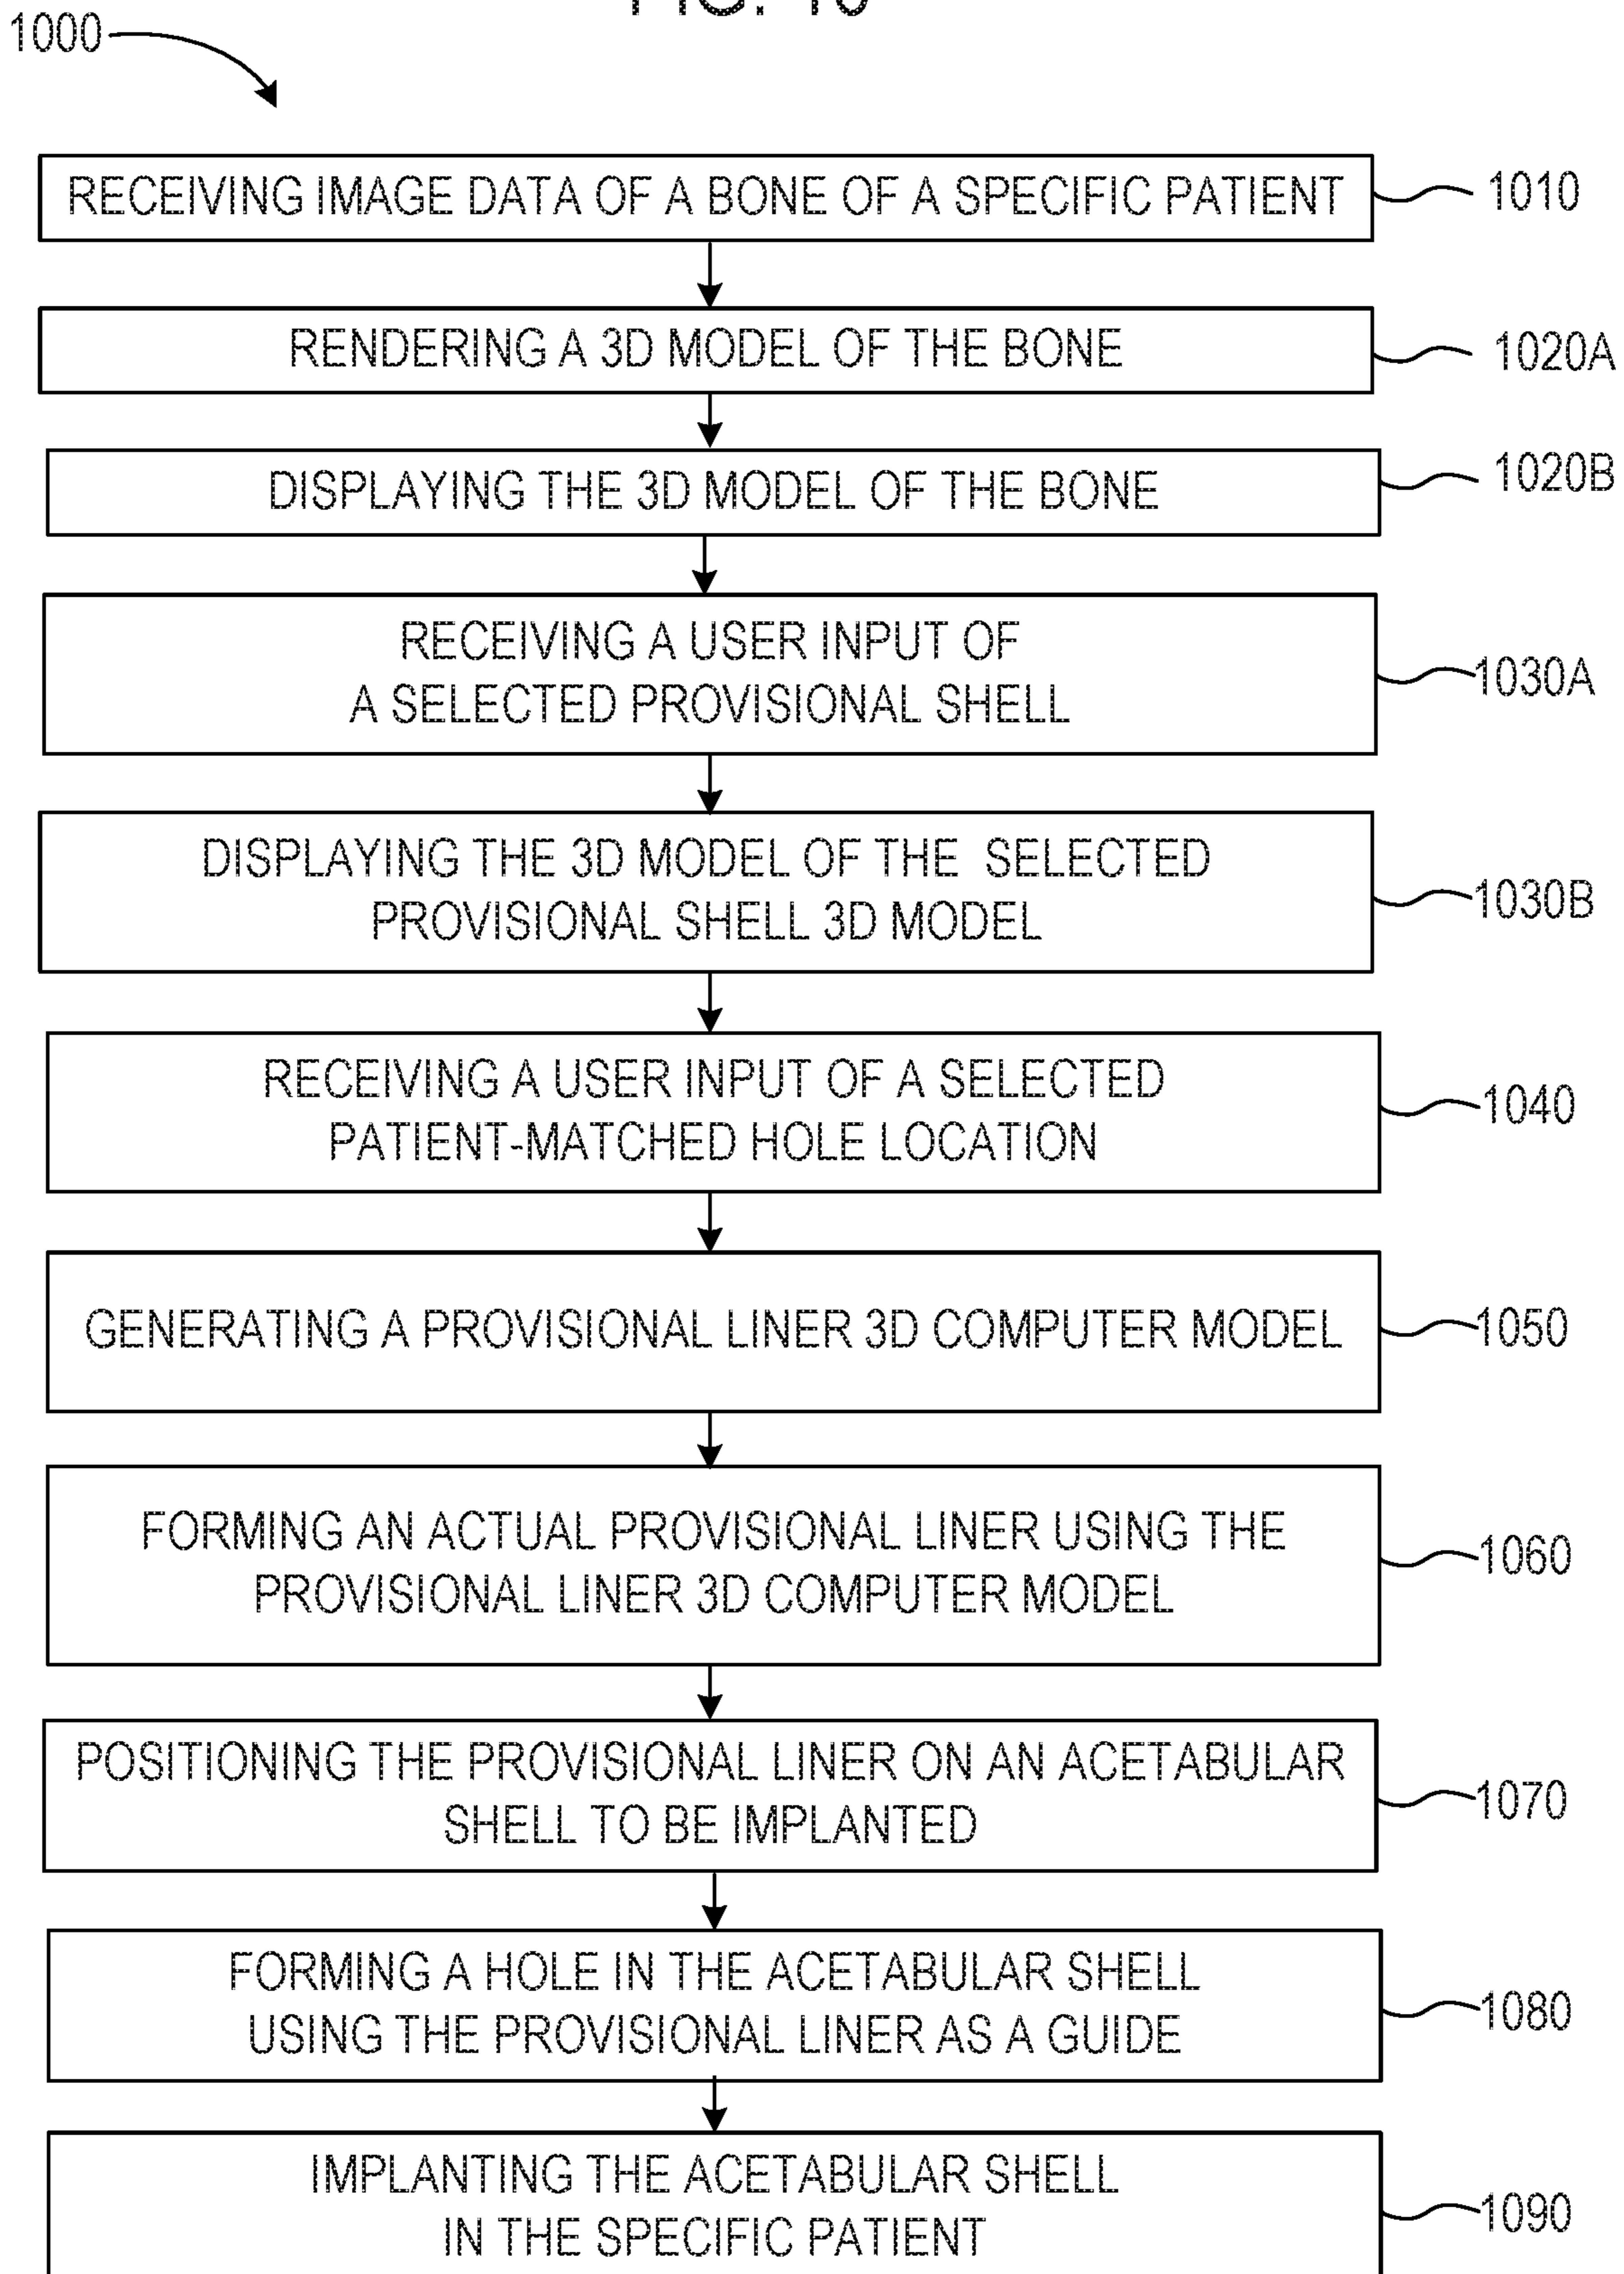 1000
RECEIVING IMAGE DATA OF A BONE OF A SPECIFIC PATIENT
1010
RENDERING A 3D MODEL OF THE BONE
1020A
DISPLAYING THE 3D MODEL OF THE BONE
1020B
RECEIVING A USER INPUT OF
A SELECTED PROVISIONAL SHELL
1030A
DISPLAYING THE 3D MODEL OF THE SELECTED
PROVISIONAL SHELL 3D MODEL
1030B
RECEIVING A USER INPUT OF A SELECTED
PATIENT-MATCHED HOLE LOCATION
1040
GENERATING A PROVISIONAL LINER 3D COMPUTER MODEL
1050
FORMING AN ACTUAL PROVISIONAL LINER USING THE
PROVISIONAL LINER 3D COMPUTER MODEL
1060
POSITIONING THE PROVISIONAL LINER ON AN ACETABULAR
SHELL TO BE IMPLANTED
1070
FORMING A HOLE IN THE ACETABULAR SHELL
USING THE PROVISIONAL LINER AS A GUIDE
1080
IMPLANTING THE ACETABULAR SHELL
IN THE SPECIFIC PATIENT
1090